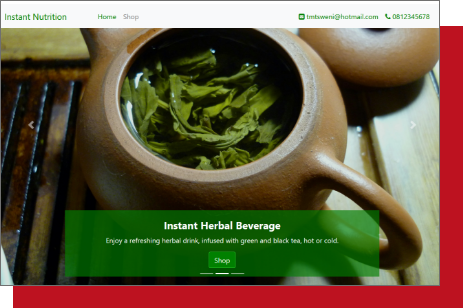 Instant Nutrition Home Shop tmtsweni@hotmail.com 0812345678
Instant Herbal Beverage
Enjoy a refreshing herbal drink, infused with green and black tea, hot or cold.
Shop